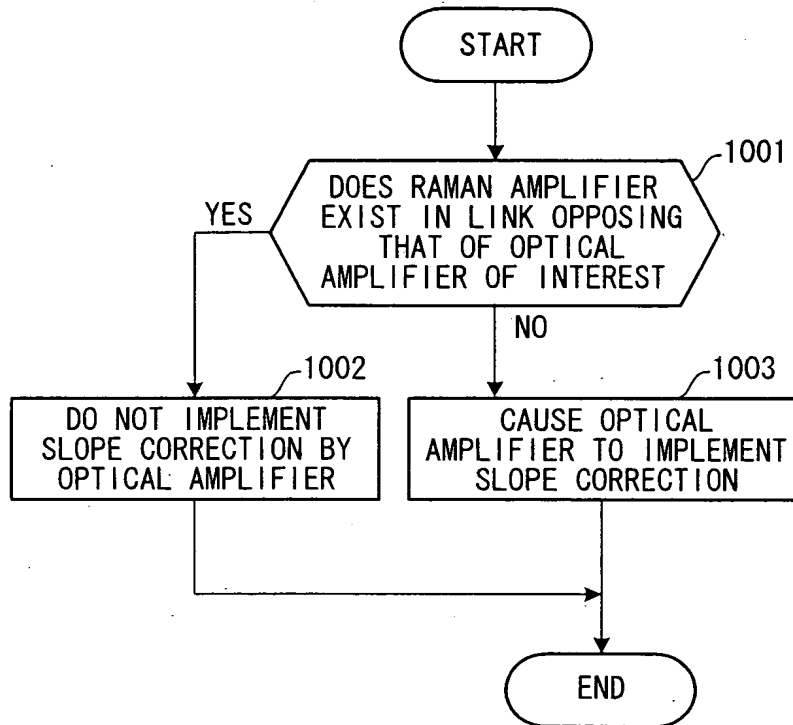 START
1001
DOES RAMAN AMPLIFIER
EXIST IN LINK OPPOSING
THAT OF OPTICAL
AMPLIFIER OF INTEREST
YES
NO
1002
DO NOT IMPLEMENT
SLOPE CORRECTION BY
OPTICAL AMPLIFIER
1003
CAUSE OPTICAL
AMPLIFIER TO IMPLEMENT
SLOPE CORRECTION
END